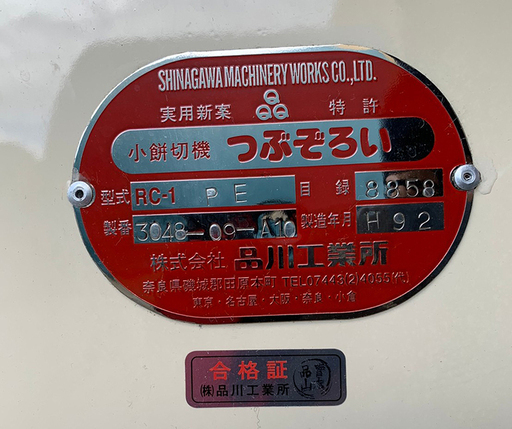 SHINAGAWA MACHINERY WORKS CO.,LTD.
実用新案 特許
小餅切機 つぶぞろい
型式 RC-1 PE 目録 8858
製番 3048-09-A10 製造年月 H92
株式会社 品川工業所
奈良県磯城郡田原本町 TEL07443(2)4055(代)
東京・名古屋・大阪・奈良・小倉
合格証
(株)品川工業所